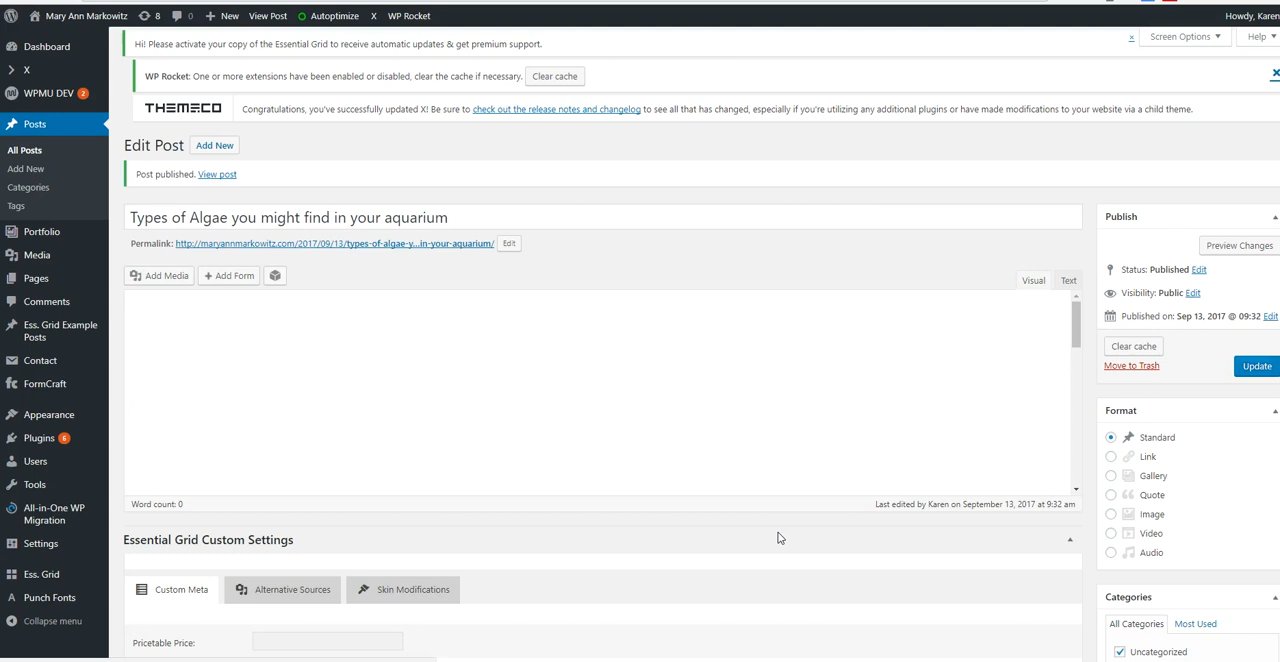 Mary Ann Markowitz 8 0 New View Post Autoptimize X WP Rocket Howdy, Karen
Dashboard
X
WPMU DEV 2
Posts
All Posts
Add New
Categories
Tags
Portfolio
Media
Pages
Comments
Ess. Grid Example
Posts
Contact
FormCraft
Appearance
Plugins 6
Users
Tools
All-in-One WP
Migration
Settings
Ess. Grid
Punch Fonts
Collapse menu
Hi! Please activate your copy of the Essential Grid to receive automatic updates & get premium support. x
Screen Options Help
WP Rocket: One or more extensions have been enabled or disabled, clear the cache if necessary. Clear cache
THEMECO Congratulations, you've successfully updated X! Be sure to check out the release notes and changelog to see all that has changed, especially if you're utilizing any additional plugins or have made modifications to your website via a child theme.
Edit Post Add New
Post published. View post
Types of Algae you might find in your aquarium
Permalink: http://maryannmarkowitz.com/2017/09/13/types-of-algae-y...in-your-aquarium/ Edit
Add Media Add Form
Visual Text
Word count: 0 Last edited by Karen on September 13, 2017 at 9:32 am
Essential Grid Custom Settings
Custom Meta Alternative Sources Skin Modifications
Pricetable Price:
Publish
Preview Changes
Status: Published Edit
Visibility: Public Edit
Published on: Sep 13, 2017 @ 09:32 Edit
Clear cache
Move to Trash Update
Format
Standard
Link
Gallery
Quote
Image
Video
Audio
Categories
All Categories Most Used
Uncategorized